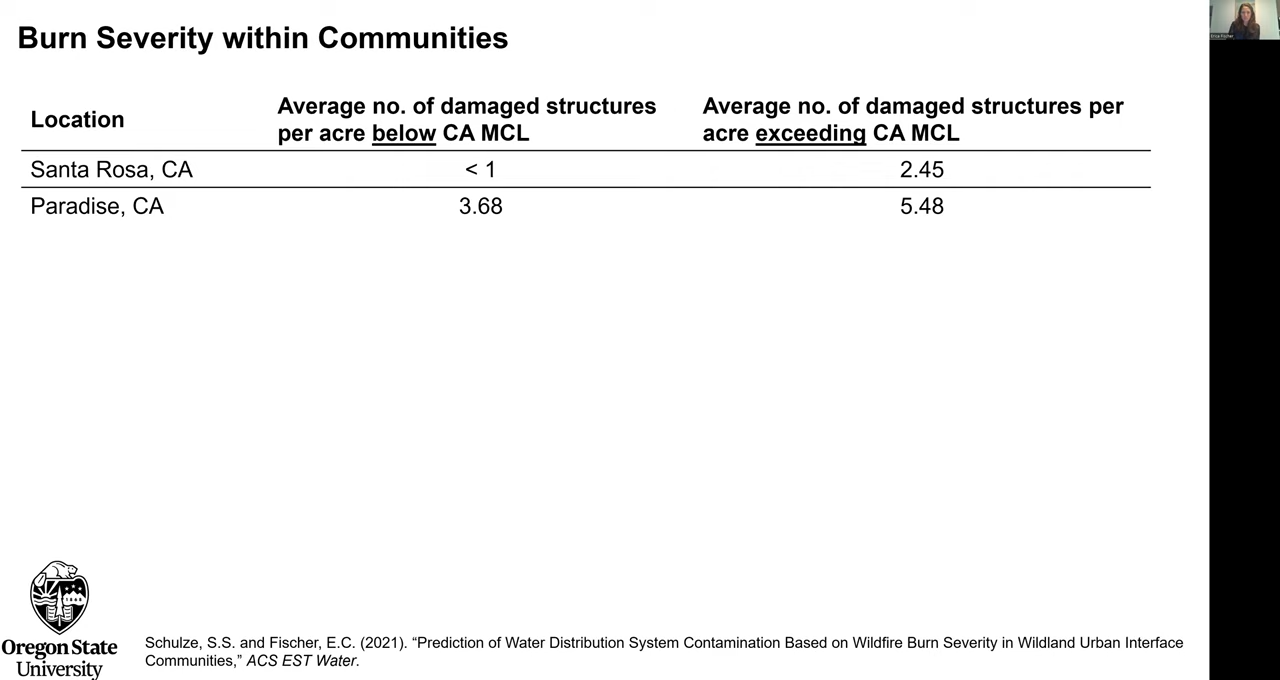 Burn Severity within Communities
Location
Average no. of damaged structures
per acre below CA MCL
Average no. of damaged structures per
acre exceeding CA MCL
Santa Rosa, CA
< 1
2.45
Paradise, CA
3.68
5.48
Oregon State
University
Schulze, S.S. and Fischer, E.C. (2021). “Prediction of Water Distribution System Contamination Based on Wildfire Burn Severity in Wildland Urban Interface
Communities,” ACS EST Water.
Erica Fischer